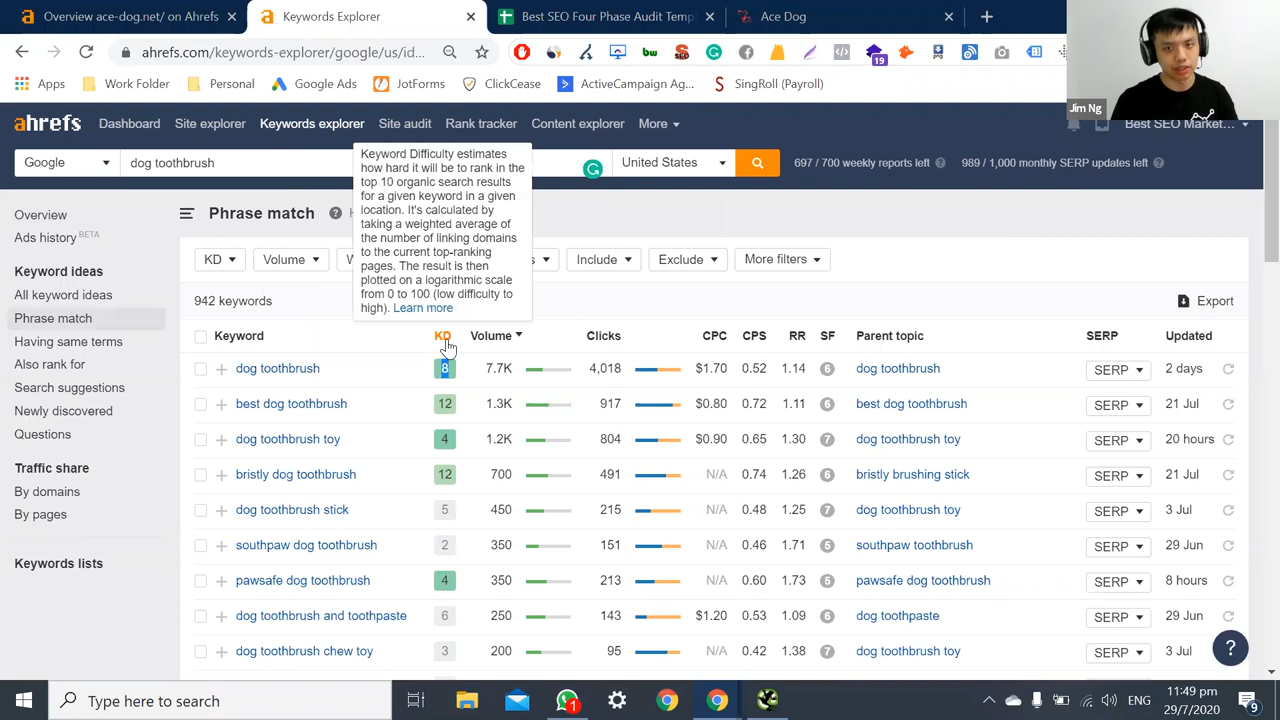 Overview ace-dog.net/ on Ahrefs
Keywords Explorer
Best SEO Four Phase Audit Temp
Ace Dog
ahrefs.com/keywords-explorer/google/us/id...
bw
SEO
19
Apps
Work Folder
Personal
Google Ads
JotForms
ClickCease
ActiveCampaign Ag...
SingRoll (Payroll)
Jim Ng
ahrefs
Dashboard
Site explorer
Keywords explorer
Site audit
Rank tracker
Content explorer
More
Best SEO Market...
Google
dog toothbrush
United States
697 / 700 weekly reports left
989 / 1,000 monthly SERP updates left
Keyword Difficulty estimates
how hard it will be to rank in the
top 10 organic search results
for a given keyword in a given
location. It's calculated by
taking a weighted average of
the number of linking domains
to the current top-ranking
pages. The result is then
plotted on a logarithmic scale
from 0 to 100 (low difficulty to
high). Learn more
Overview
Ads history BETA
Keyword ideas
All keyword ideas
Phrase match
Having same terms
Also rank for
Search suggestions
Newly discovered
Questions
Traffic share
By domains
By pages
Keywords lists
Phrase match
KD
Volume
Include
Exclude
More filters
942 keywords
Export
Keyword KD Volume Clicks CPC CPS RR SF Parent topic SERP Updated
dog toothbrush 8 7.7K 4,018 $1.70 0.52 1.14 6 dog toothbrush SERP 2 days
best dog toothbrush 12 1.3K 917 $0.80 0.72 1.11 6 best dog toothbrush SERP 21 Jul
dog toothbrush toy 4 1.2K 804 $0.90 0.65 1.30 7 dog toothbrush toy SERP 20 hours
bristly dog toothbrush 12 700 491 N/A 0.74 1.26 6 bristly brushing stick SERP 21 Jul
dog toothbrush stick 5 450 215 N/A 0.48 1.25 7 dog toothbrush toy SERP 3 Jul
southpaw dog toothbrush 2 350 151 N/A 0.46 1.71 5 southpaw toothbrush SERP 29 Jun
pawsafe dog toothbrush 4 350 213 N/A 0.60 1.73 5 pawsafe dog toothbrush SERP 8 hours
dog toothbrush and toothpaste 6 250 143 $1.20 0.53 1.09 6 dog toothpaste SERP 29 Jun
dog toothbrush chew toy 3 200 95 N/A 0.42 1.38 7 dog toothbrush toy SERP 3 Jul
Type here to search
1
ENG
11:49 pm
29/7/2020
9